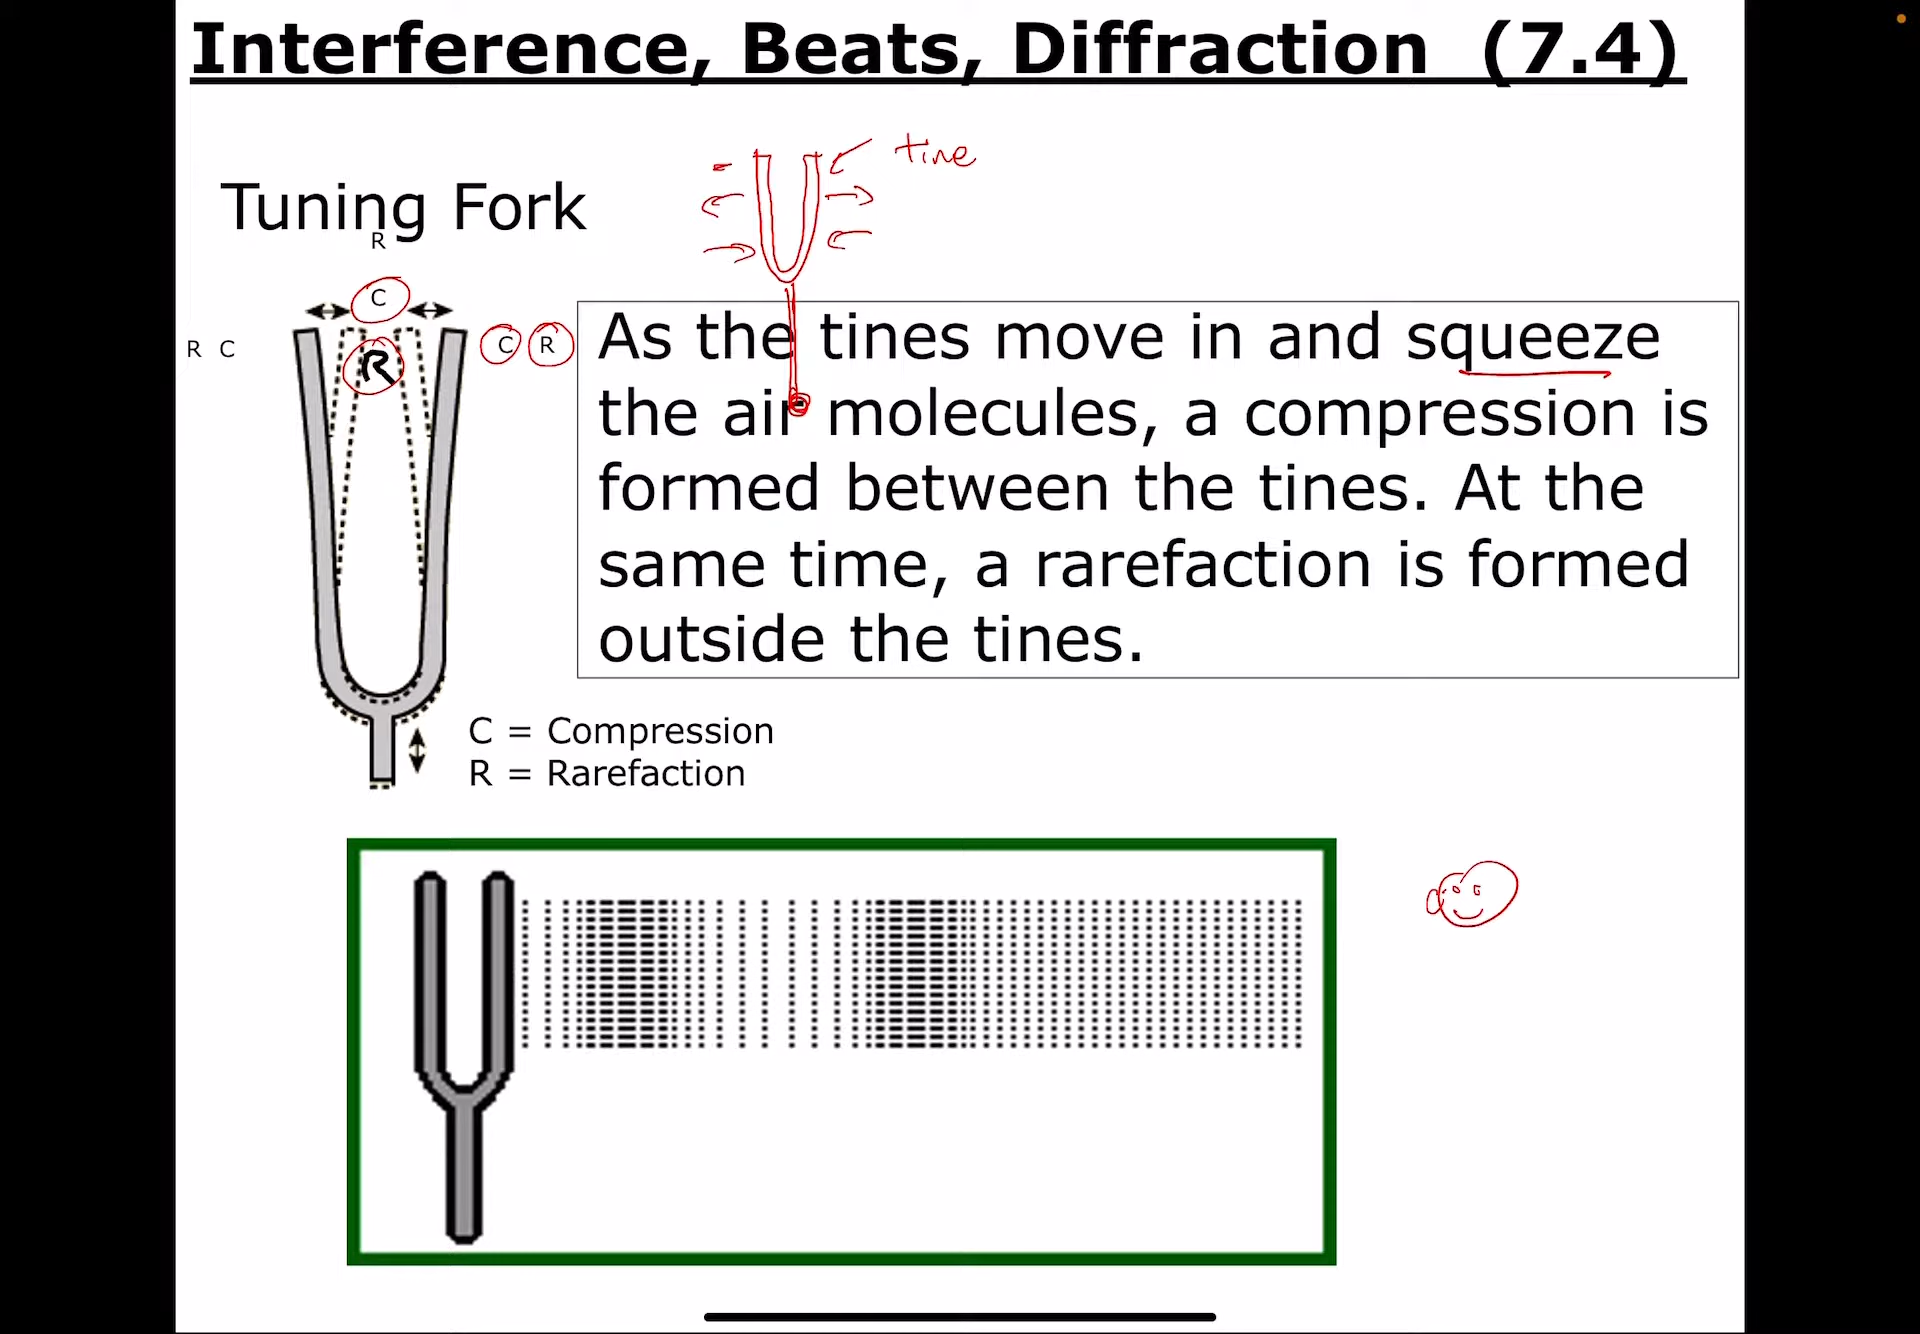 Interference, Beats, Diffraction (7.4)
tine
Tuning Fork
R
C
R C
R
C R
As the tines move in and squeeze
the air molecules, a compression is
formed between the tines. At the
same time, a rarefaction is formed
outside the tines.
C = Compression
R = Rarefaction